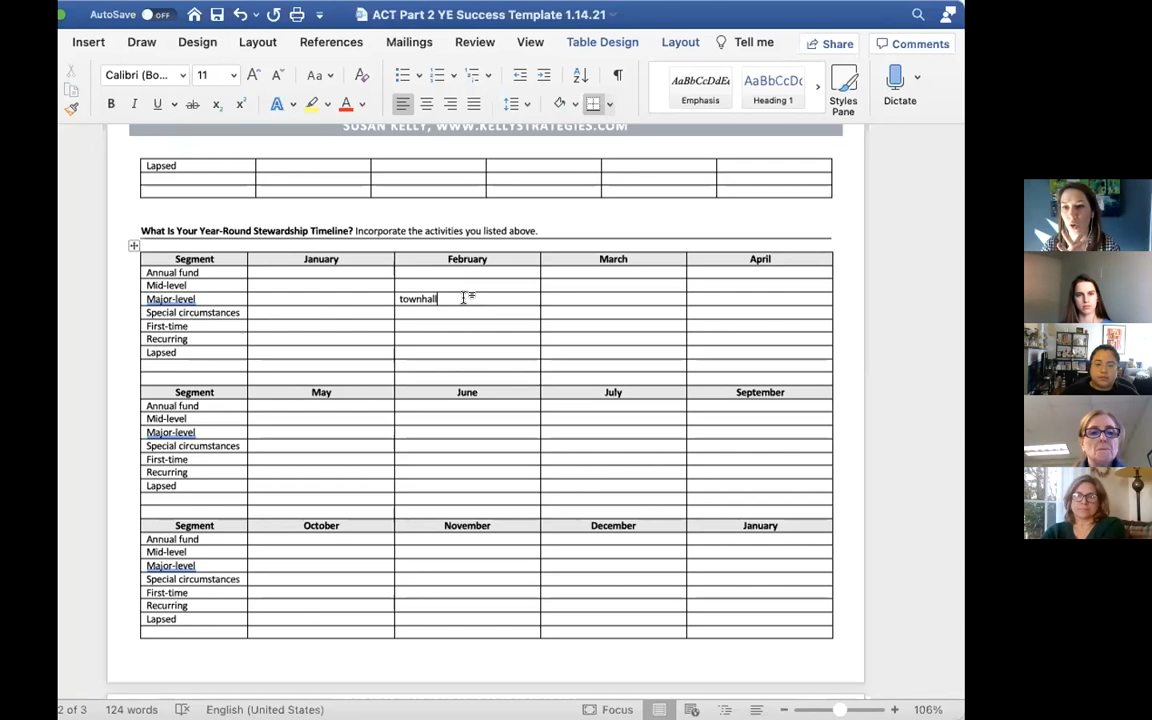 AutoSave OFF ACT Part 2 YE Success Template 1.14.21
Insert Draw Design Layout References Mailings Review View Table Design Layout Tell me Share Comments
Calibri (Bo... 11 A A Aa A AaBbCcDdEe AaBbCcDc
B I U ab x₂ x² A A Emphasis Heading 1 Styles Pane Dictate
SUSAN KELLY, WWW.KELLYSTRATEGIES.COM
Lapsed
What Is Your Year-Round Stewardship Timeline? Incorporate the activities you listed above.
Segment January February March April
Annual fund
Mid-level
Major-level townhall
Special circumstances
First-time
Recurring
Lapsed
Segment May June July September
Annual fund
Mid-level
Major-level
Special circumstances
First-time
Recurring
Lapsed
Segment October November December January
Annual fund
Mid-level
Major-level
Special circumstances
First-time
Recurring
Lapsed
2 of 3 124 words English (United States) Focus 106%